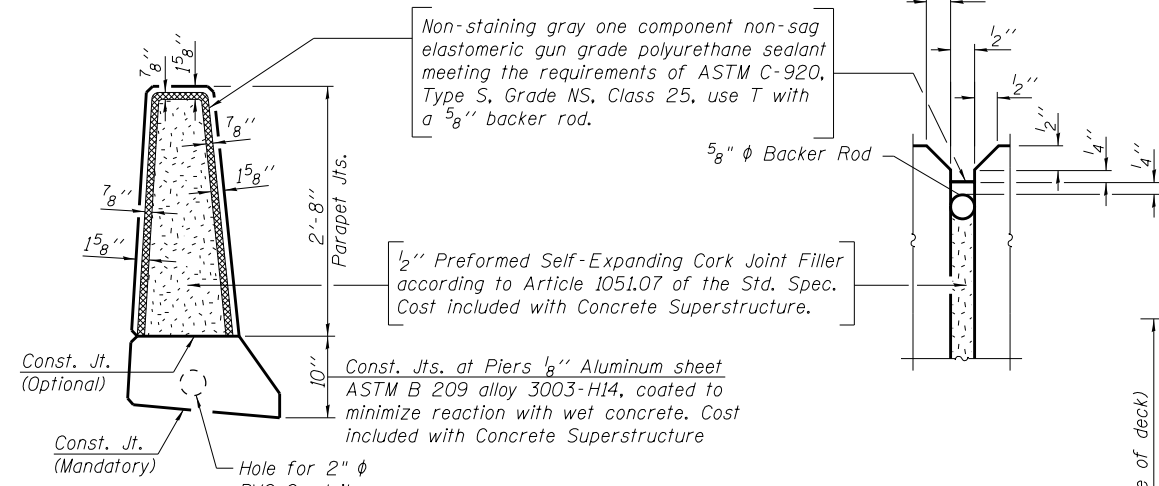 Non-staining gray one component non-sag
elastomeric gun grade polyurethane sealant
meeting the requirements of ASTM C-920,
Type S, Grade NS, Class 25, use T with
a 5/8" backer rod.
7/8"
1 5/8"
7/8"
1 5/8"
7/8"
1 5/8"
2'-8"
Parapet Jts.
10"
1/2"
1/2"
1/2"
1/4"
1/4"
5/8" ϕ Backer Rod
1/2" Preformed Self-Expanding Cork Joint Filler
according to Article 1051.07 of the Std. Spec.
Cost included with Concrete Superstructure.
Const. Jt.
(Optional)
Const. Jts. at Piers 1/8" Aluminum sheet
ASTM B 209 alloy 3003-H14, coated to
minimize reaction with wet concrete. Cost
included with Concrete Superstructure
Const. Jt.
(Mandatory)
Hole for 2" ϕ
of deck)